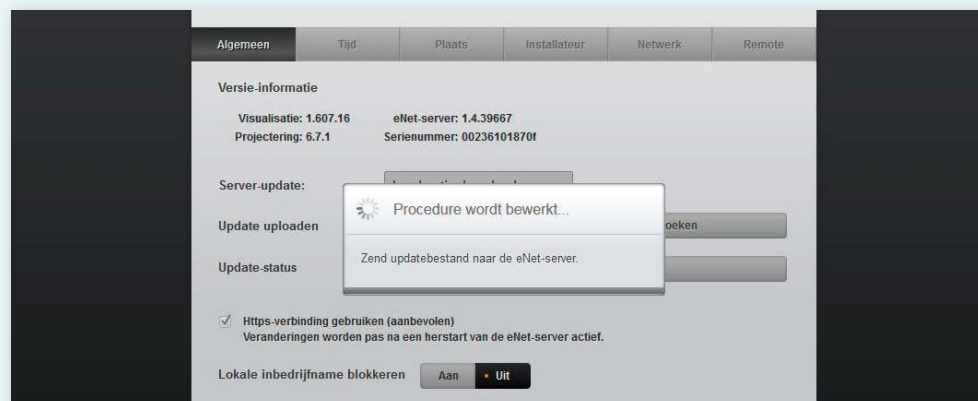 Algemeen Tijd Plaats Installateur Netwerk Remote
Versie-informatie
Visualisatie: 1.607.16 eNet-server: 1.4.39667
Projectering: 6.7.1 Serienummer: 00236101870f
Server-update:
Procedure wordt bewerkt...
Update uploaden oeken
Zend updatebestand naar de eNet-server.
Update-status
Https-verbinding gebruiken (aanbevolen)
Veranderingen worden pas na een herstart van de eNet-server actief.
Lokale inbedrijfname blokkeren Aan Uit